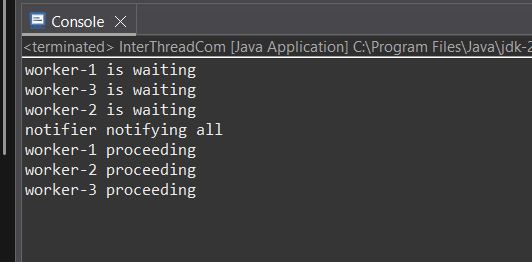 Console
<terminated> InterThreadCom [Java Application] C:\Program Files\Java\jdk-2
worker-1 is waiting
worker-3 is waiting
worker-2 is waiting
notifier notifying all
worker-1 proceeding
worker-2 proceeding
worker-3 proceeding